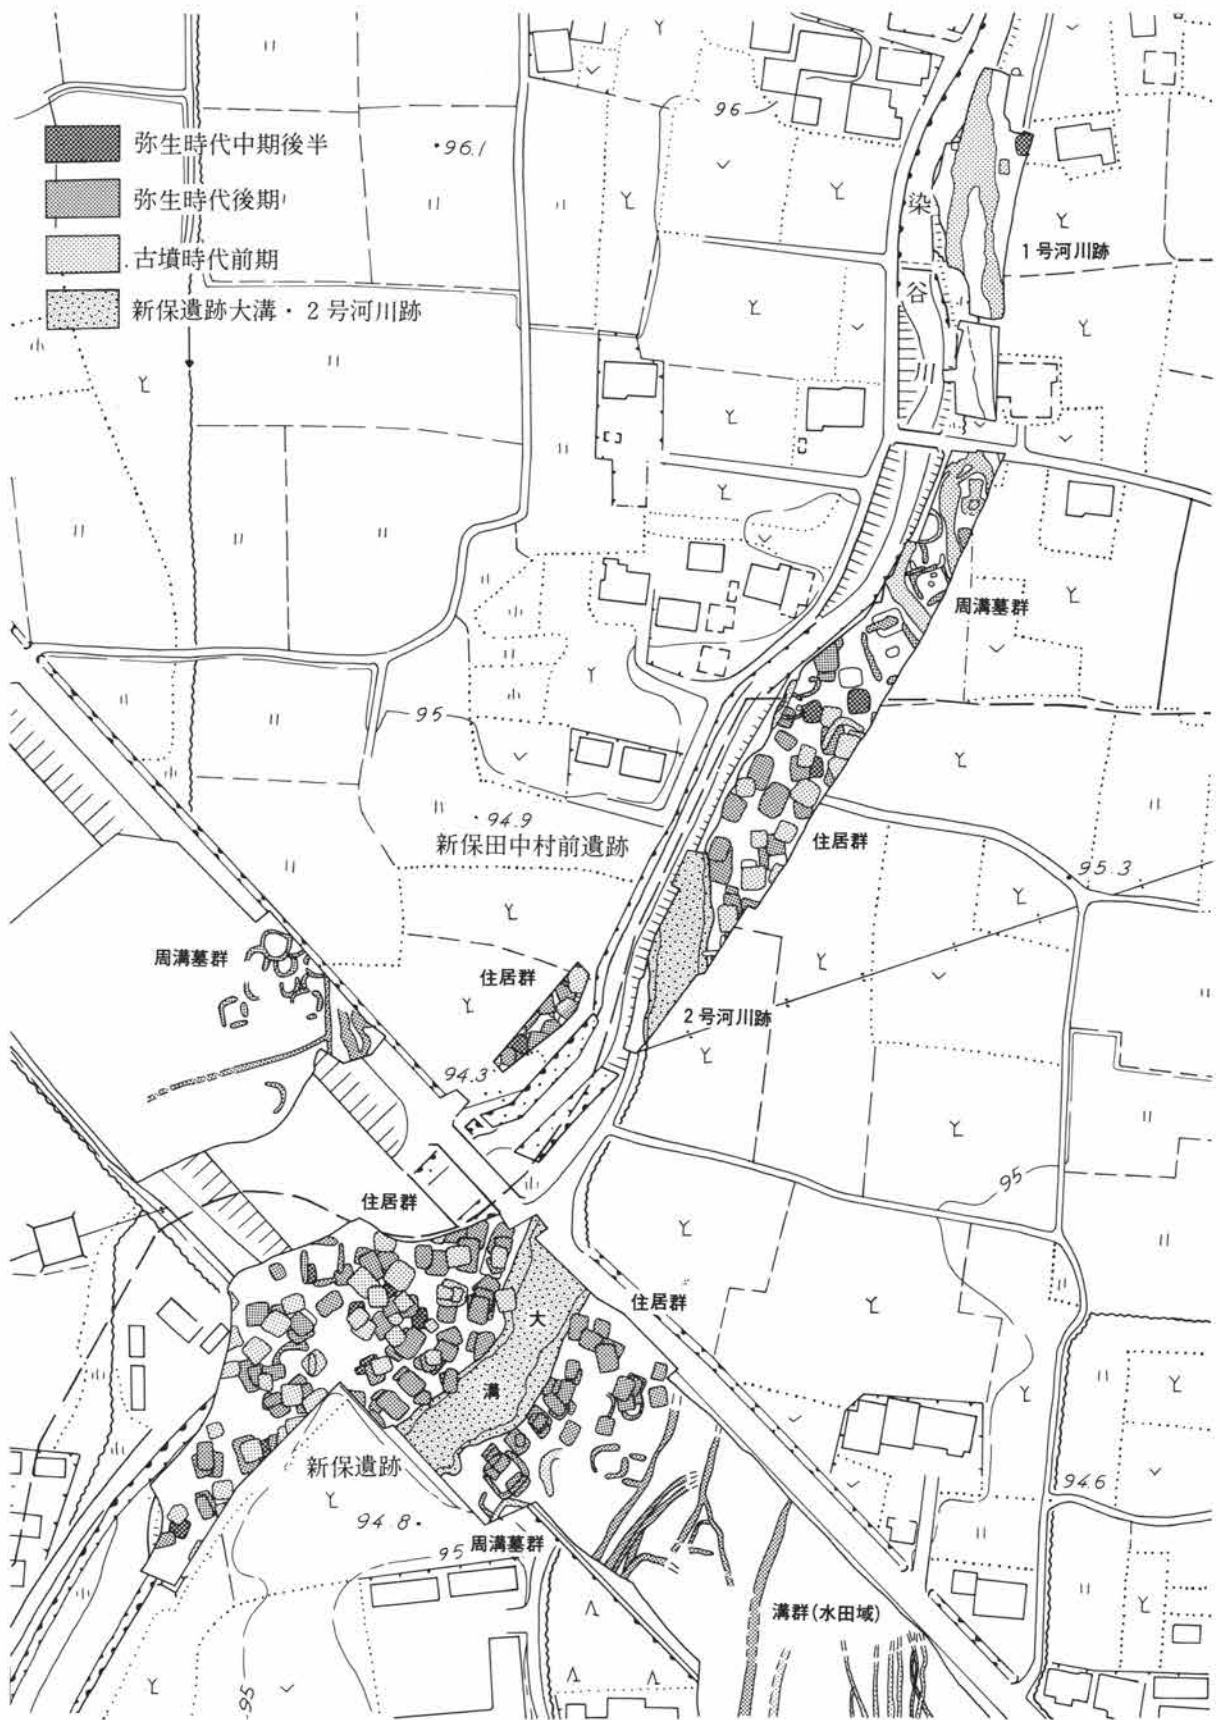 弥生時代中期後半
弥生時代後期
古墳時代前期
新保遺跡大溝・2号河川跡
96.1
96
染谷川
1号河川跡
周溝墓群
95
94.9
新保田中村前遺跡
住居群
95.3
周溝墓群
住居群
2号河川跡
94.3
95
住居群
住居群
大溝
新保遺跡
94.8
95
周溝墓群
94.6
溝群(水田域)
95